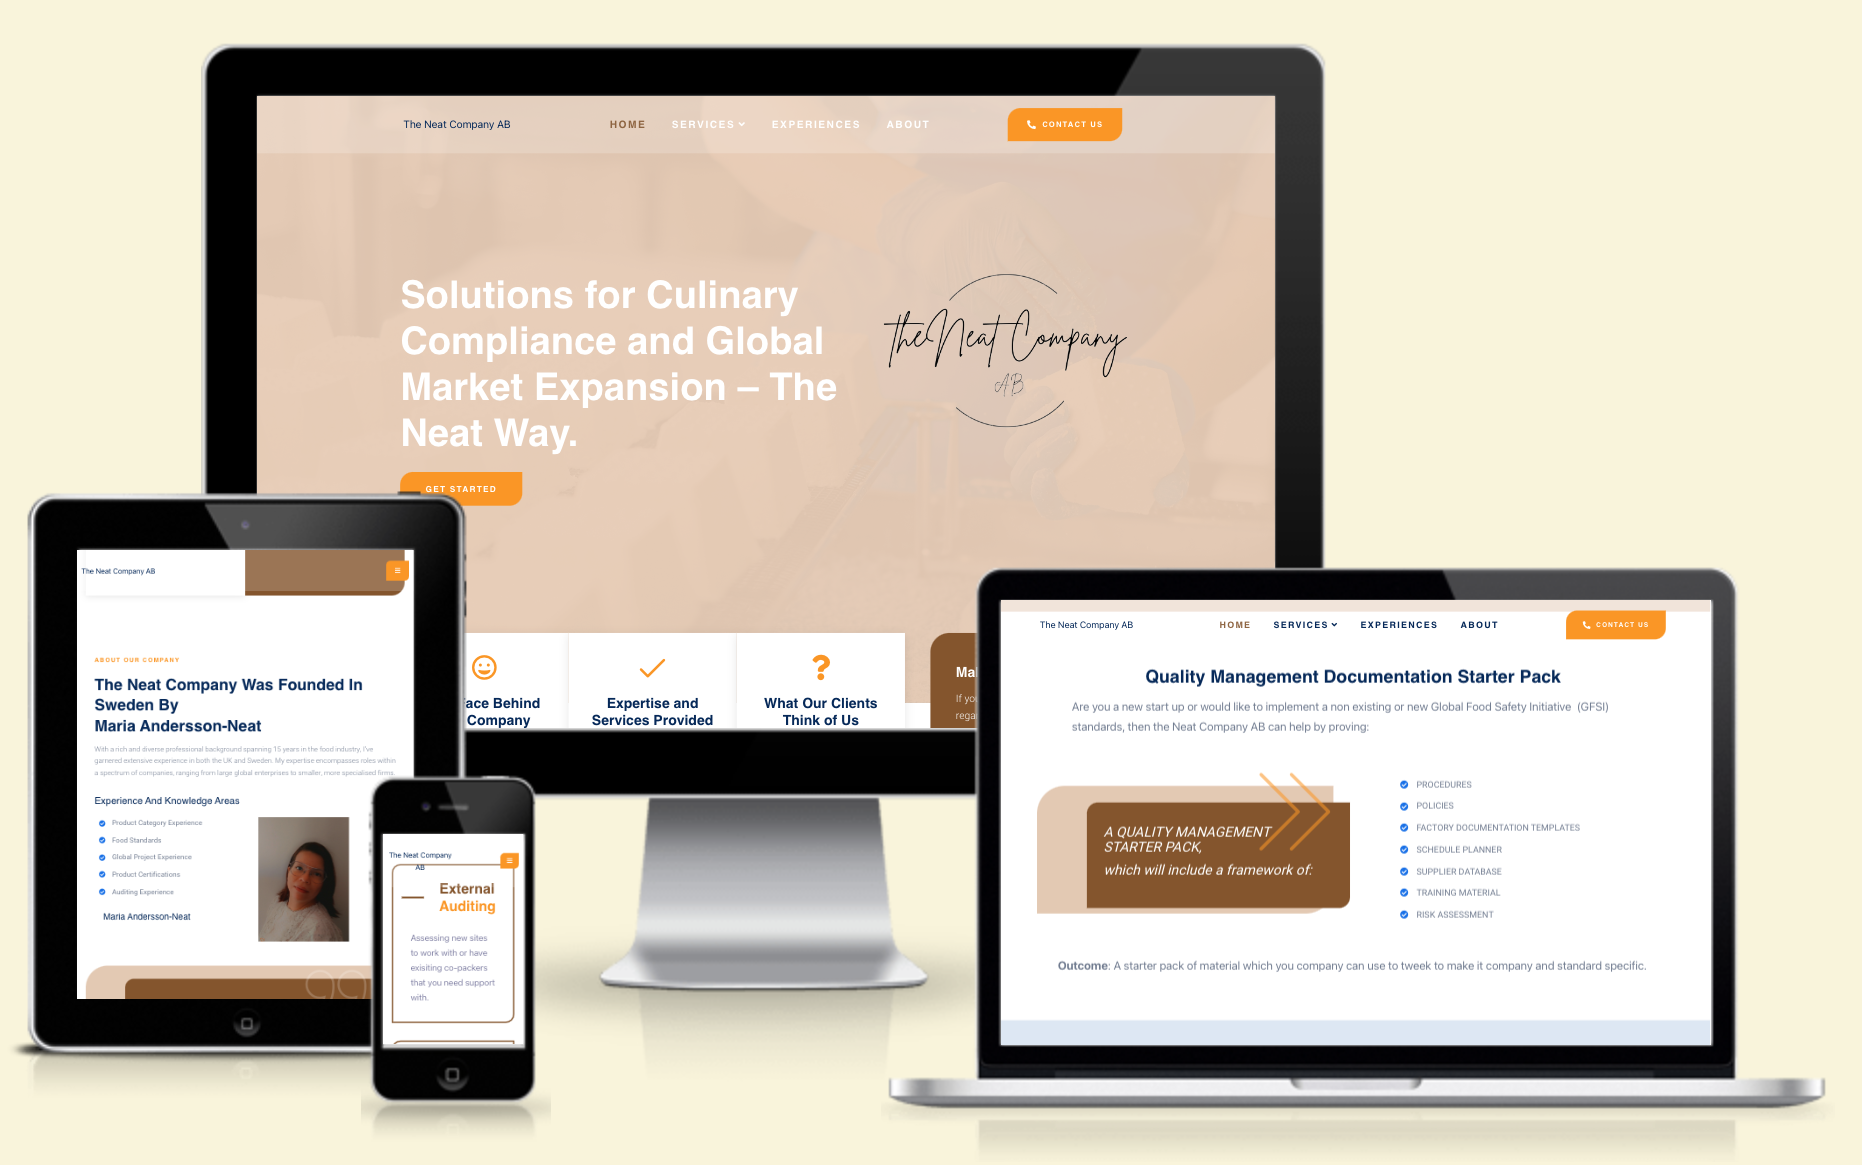 The Neat Company AB
HOME
SERVICES
EXPERIENCES
ABOUT
CONTACT US
Solutions for Culinary
Compliance and Global
Market Expansion – The
Neat Way.
the Neat Company
AB
GET STARTED
ace Behind
Company
Expertise and
Services Provided
What Our Clients
Think of Us
If you
The Neat Company AB
ABOUT OUR COMPANY
The Neat Company Was Founded In
Sweden By
Maria Andersson-Neat
With a rich and diverse professional background spanning 15 years in the food industry, I've
garnered extensive experience in both the UK and Sweden. My expertise encompasses roles within
a spectrum of companies, ranging from large global enterprises to smaller, more specialised firms.
Experience And Knowledge Areas
Product Category Experience
Food Standards
Global Project Experience
Product Certifications
Auditing Experience
Maria Andersson-Neat
The Neat Company
AB
External
Auditing
Assessing new sites
to work with or have
exisiting co-packers
that you need support
with.
The Neat Company AB
HOME
SERVICES
EXPERIENCES
ABOUT
CONTACT US
Quality Management Documentation Starter Pack
Are you a new start up or would like to implement a non existing or new Global Food Safety Initiative (GFSI)
standards, then the Neat Company AB can help by proving:
A QUALITY MANAGEMENT
STARTER PACK,
which will include a framework of:
PROCEDURES
POLICIES
FACTORY DOCUMENTATION TEMPLATES
SCHEDULE PLANNER
SUPPLIER DATABASE
TRAINING MATERIAL
RISK ASSESSMENT
Outcome: A starter pack of material which you company can use to tweek to make it company and standard specific.